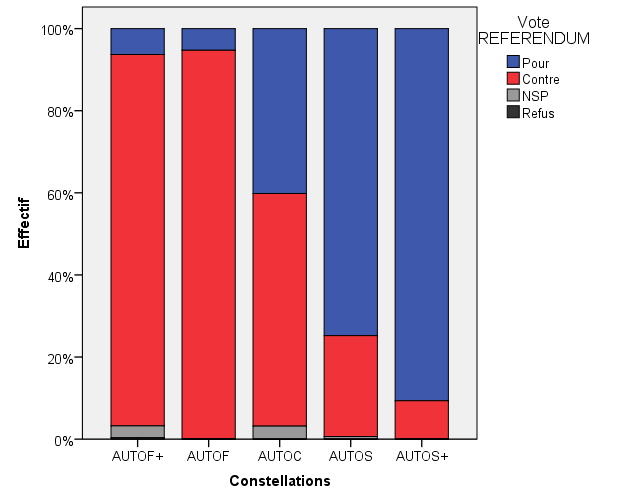 Vote
REFERENDUM
Pour
Contre
NSP
Refus
100%
80%
60%
40%
20%
0%
Effectif
AUTOF+ AUTOF AUTOC AUTOS AUTOS+
Constellations